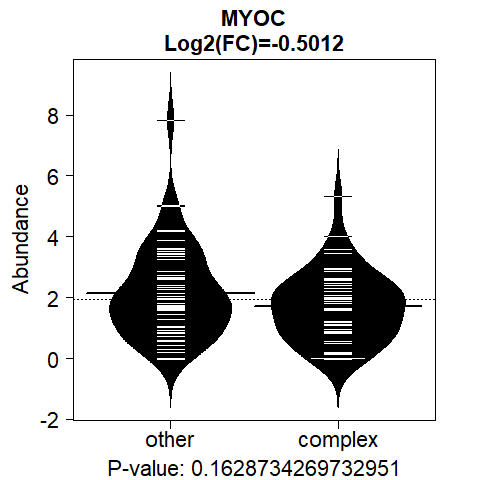 MYOC
Log2(FC)=-0.5012
Abundance
8
6
4
2
0
-2
other complex
P-value: 0.1628734269732951